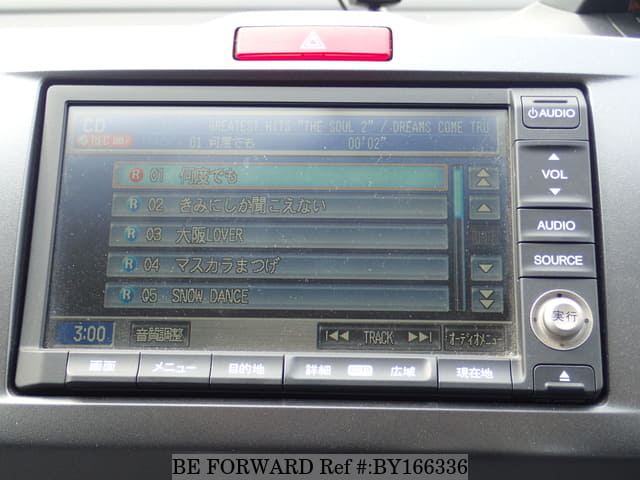 CD
GREATEST HITS "THE SOUL 2" / DREAMS COME TRU
REC
01 何度でも 00'02"
R 01 何度でも
R 02 きみにしか聞こえない
R 03 大阪LOVER
R 04 マスカラまつげ
R 05 SNOW DANCE
3:00 音質調整 TRACK オーディオメニュー
画面 メニュー 目的地 詳細 広域 現在地
AUDIO
VOL
AUDIO
SOURCE
実行
BE FORWARD Ref #:BY166336